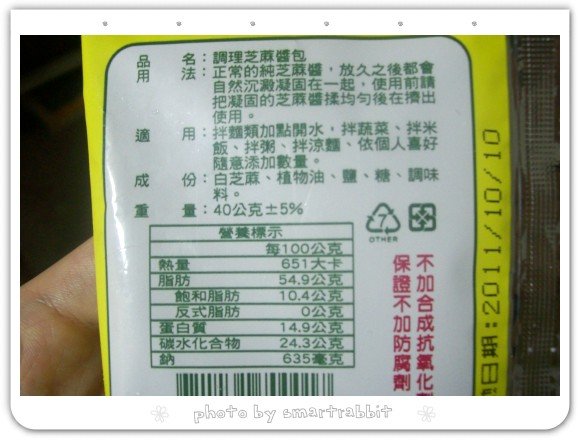 品　　名：調理芝麻醬包
用　　法：正常的純芝麻醬，放久之後都會
自然沉澱凝固在一起，使用前請
把凝固的芝麻醬揉均勻後在擠出
使用。
適　　用：拌麵類加點開水，拌蔬菜、拌米
飯、拌粥、拌涼麵、依個人喜好
隨意添加數量。
成　　份：白芝麻、植物油、鹽、糖、調味
料。
重　　量：40公克±5%
營養標示
每100公克
熱量　651大卡
脂肪　54.9公克
飽和脂肪　10.4公克
反式脂肪　0公克
蛋白質　14.9公克
碳水化合物　24.3公克
鈉　635毫克
7
OTHER
不加合成抗氧化劑
保證不加防腐劑
日期:2011/10/10
photo by smartrabbit